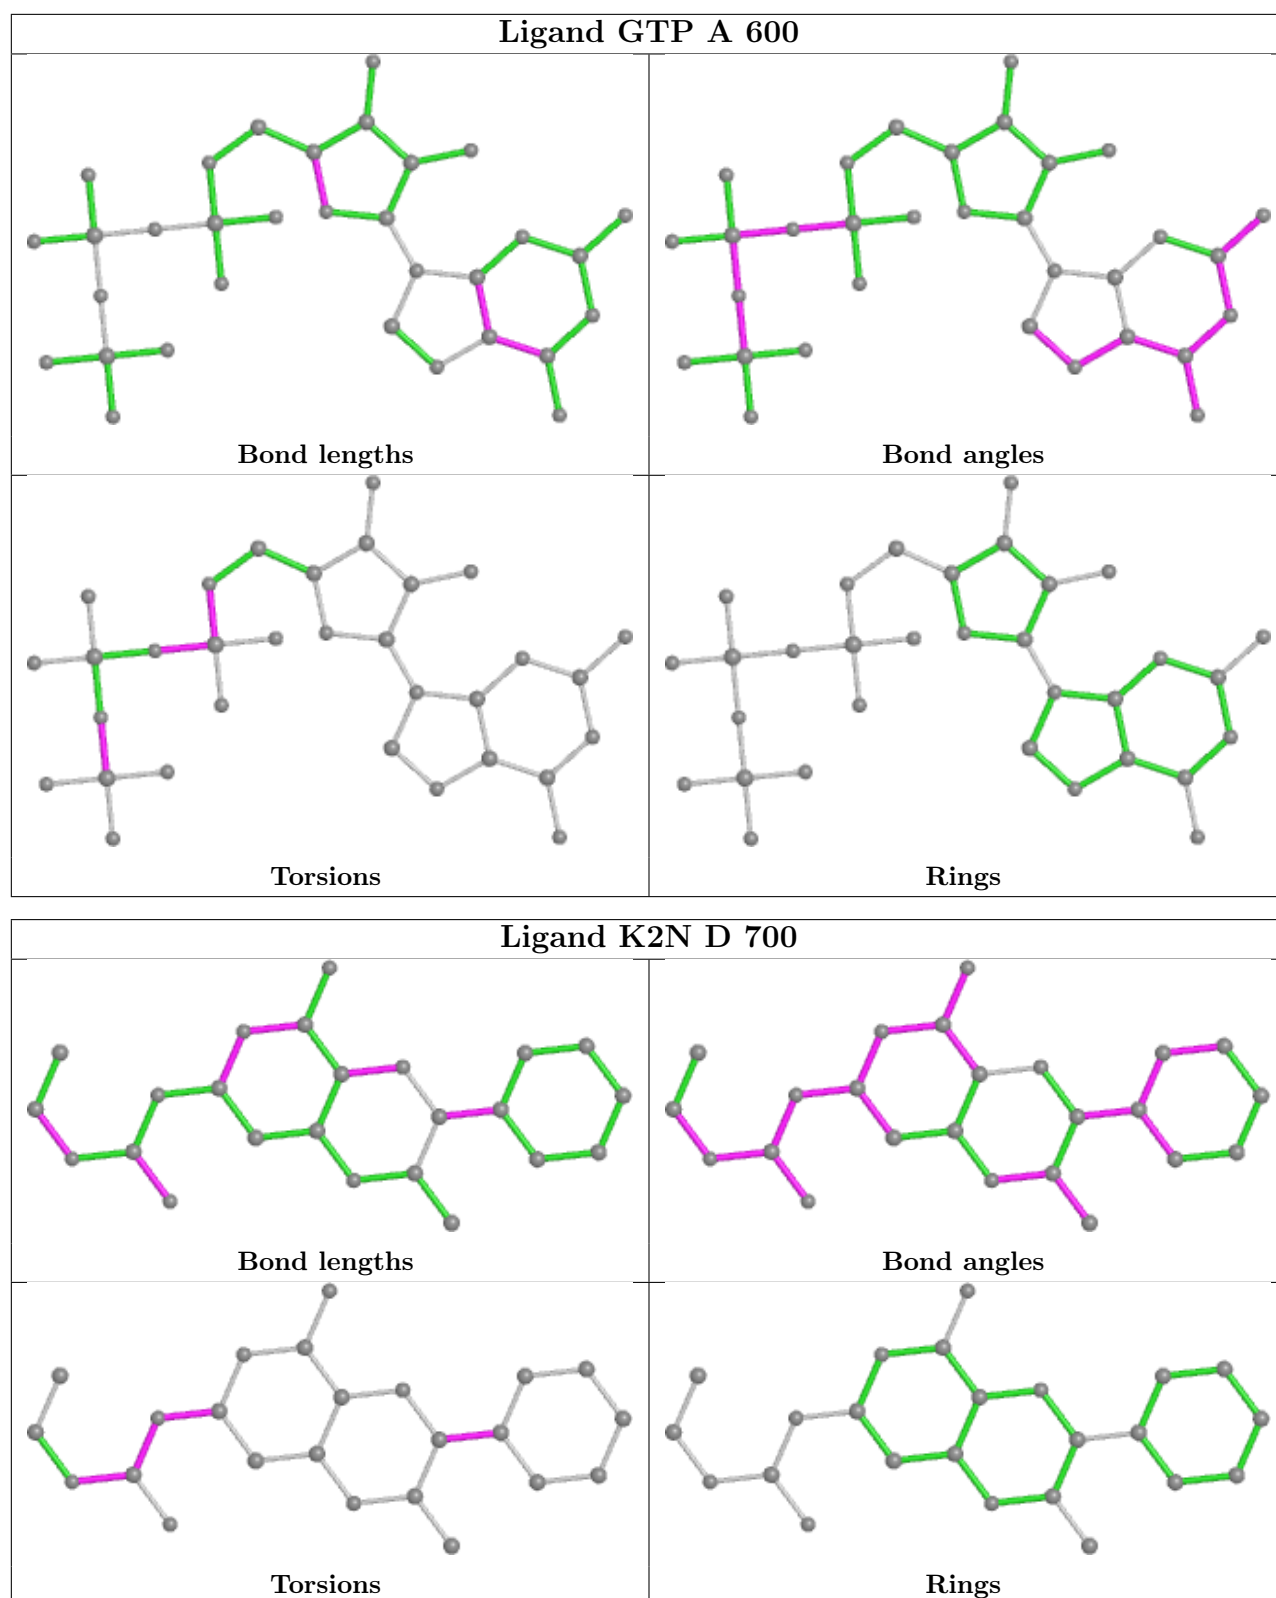 Ligand GTP A 600
Bond lengths
Bond angles
Torsions
Rings
Ligand K2N D 700
Bond lengths
Bond angles
Torsions
Rings